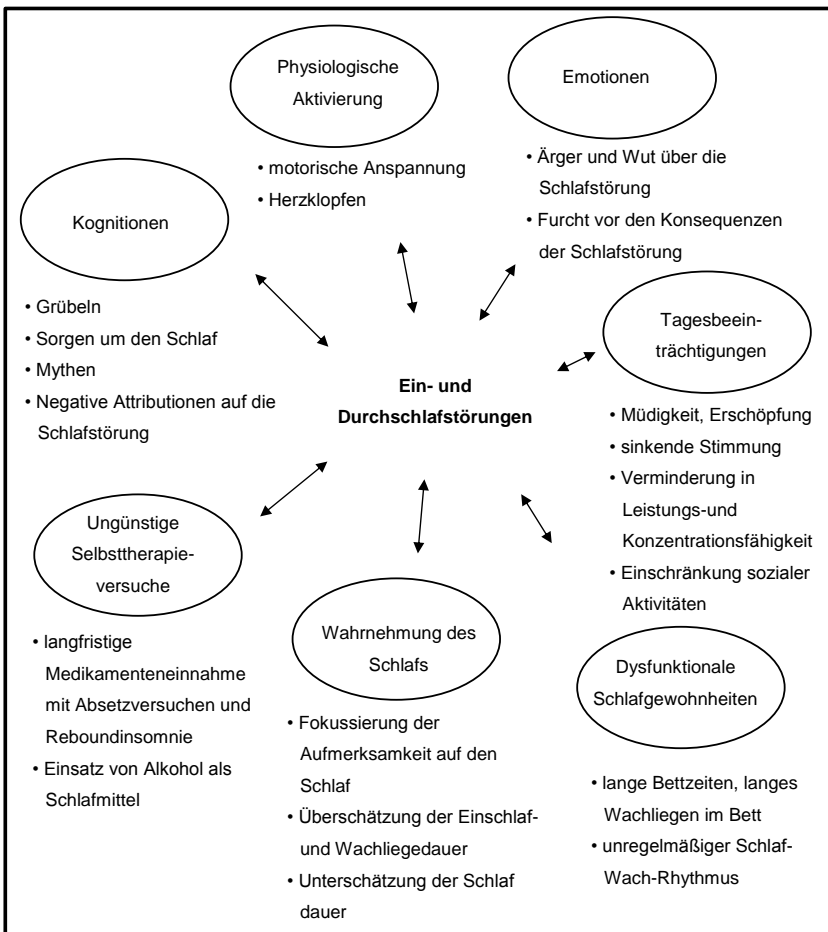 Physiologische
Aktivierung
• motorische Anspannung
• Herzklopfen
Emotionen
• Ärger und Wut über die
Schlafstörung
• Furcht vor den Konsequenzen
der Schlafstörung
Kognitionen
• Grübeln
• Sorgen um den Schlaf
• Mythen
• Negative Attributionen auf die
Schlafstörung
Ein- und
Durchschlafstörungen
Tagesbeein-
trächtigungen
• Müdigkeit, Erschöpfung
• sinkende Stimmung
• Verminderung in
Leistungs-und
Konzentrationsfähigkeit
• Einschränkung sozialer
Aktivitäten
Ungünstige
Selbsttherapie-
versuche
• langfristige
Medikamenteneinnahme
mit Absetzversuchen und
Reboundinsomnie
• Einsatz von Alkohol als
Schlafmittel
Wahrnehmung des
Schlafs
• Fokussierung der
Aufmerksamkeit auf den
Schlaf
• Überschätzung der Einschlaf-
und Wachliegedauer
• Unterschätzung der Schlaf
dauer
Dysfunktionale
Schlafgewohnheiten
• lange Bettzeiten, langes
Wachliegen im Bett
• unregelmäßiger Schlaf-
Wach-Rhythmus